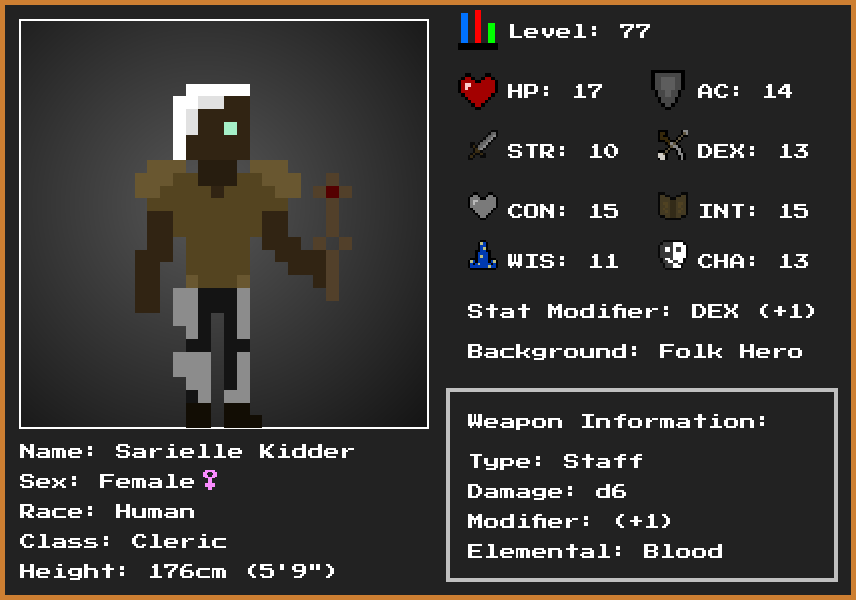 Level: 77
HP: 17
AC: 14
STR: 10
DEX: 13
CON: 15
INT: 15
WIS: 11
CHA: 13
Stat Modifier: DEX (+1)
Background: Folk Hero
Weapon Information:
Type: Staff
Damage: d6
Modifier: (+1)
Elemental: Blood
Name: Sarielle Kidder
Sex: Female♀
Race: Human
Class: Cleric
Height: 176cm (5'9")